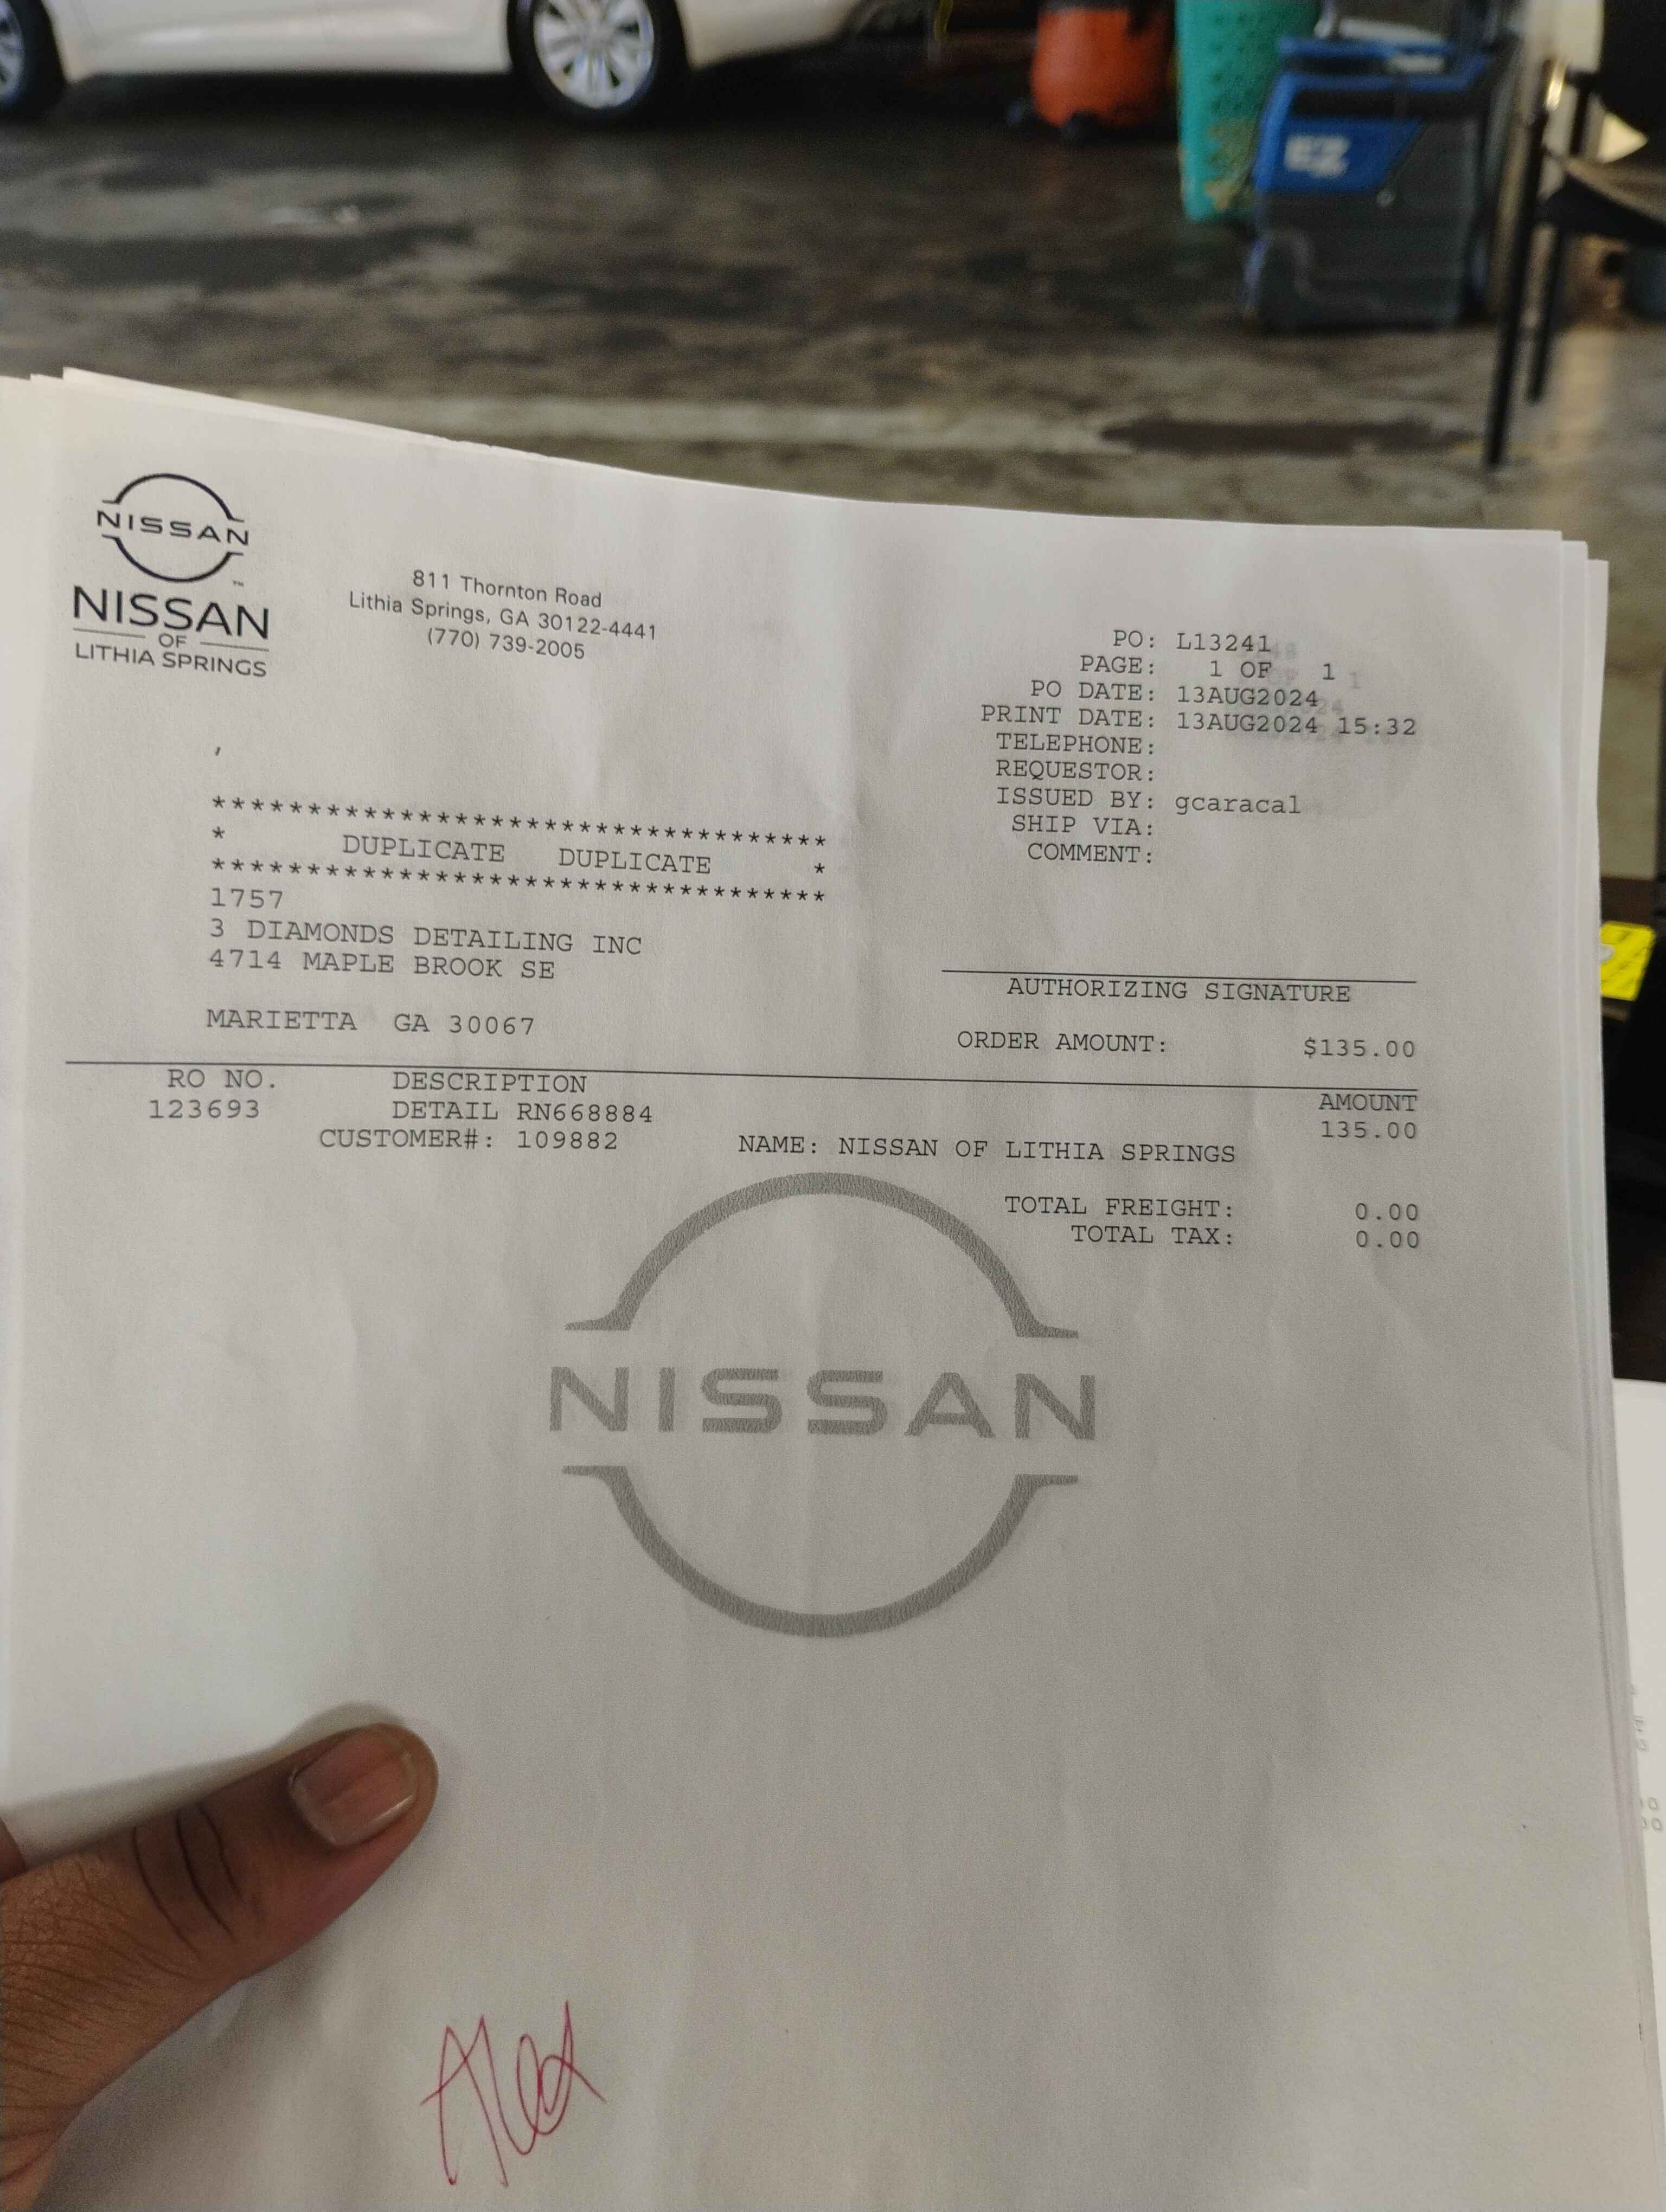 EZ
NISSAN
NISSAN
OF
LITHIA SPRINGS
811 Thornton Road
Lithia Springs, GA 30122-4441
(770) 739-2005
PO: L13241
PAGE: 1 OF 1
PO DATE: 13AUG2024
PRINT DATE: 13AUG2024 15:32
TELEPHONE:
REQUESTOR:
ISSUED BY: gcaracal
SHIP VIA:
COMMENT:
,
**********************************
* DUPLICATE DUPLICATE *
**********************************
1757
3 DIAMONDS DETAILING INC
4714 MAPLE BROOK SE
MARIETTA GA 30067
AUTHORIZING SIGNATURE
ORDER AMOUNT: $135.00
RO NO. DESCRIPTION AMOUNT
123693 DETAIL RN668884 135.00
CUSTOMER#: 109882 NAME: NISSAN OF LITHIA SPRINGS
TOTAL FREIGHT: 0.00
TOTAL TAX: 0.00
NISSAN
Alex